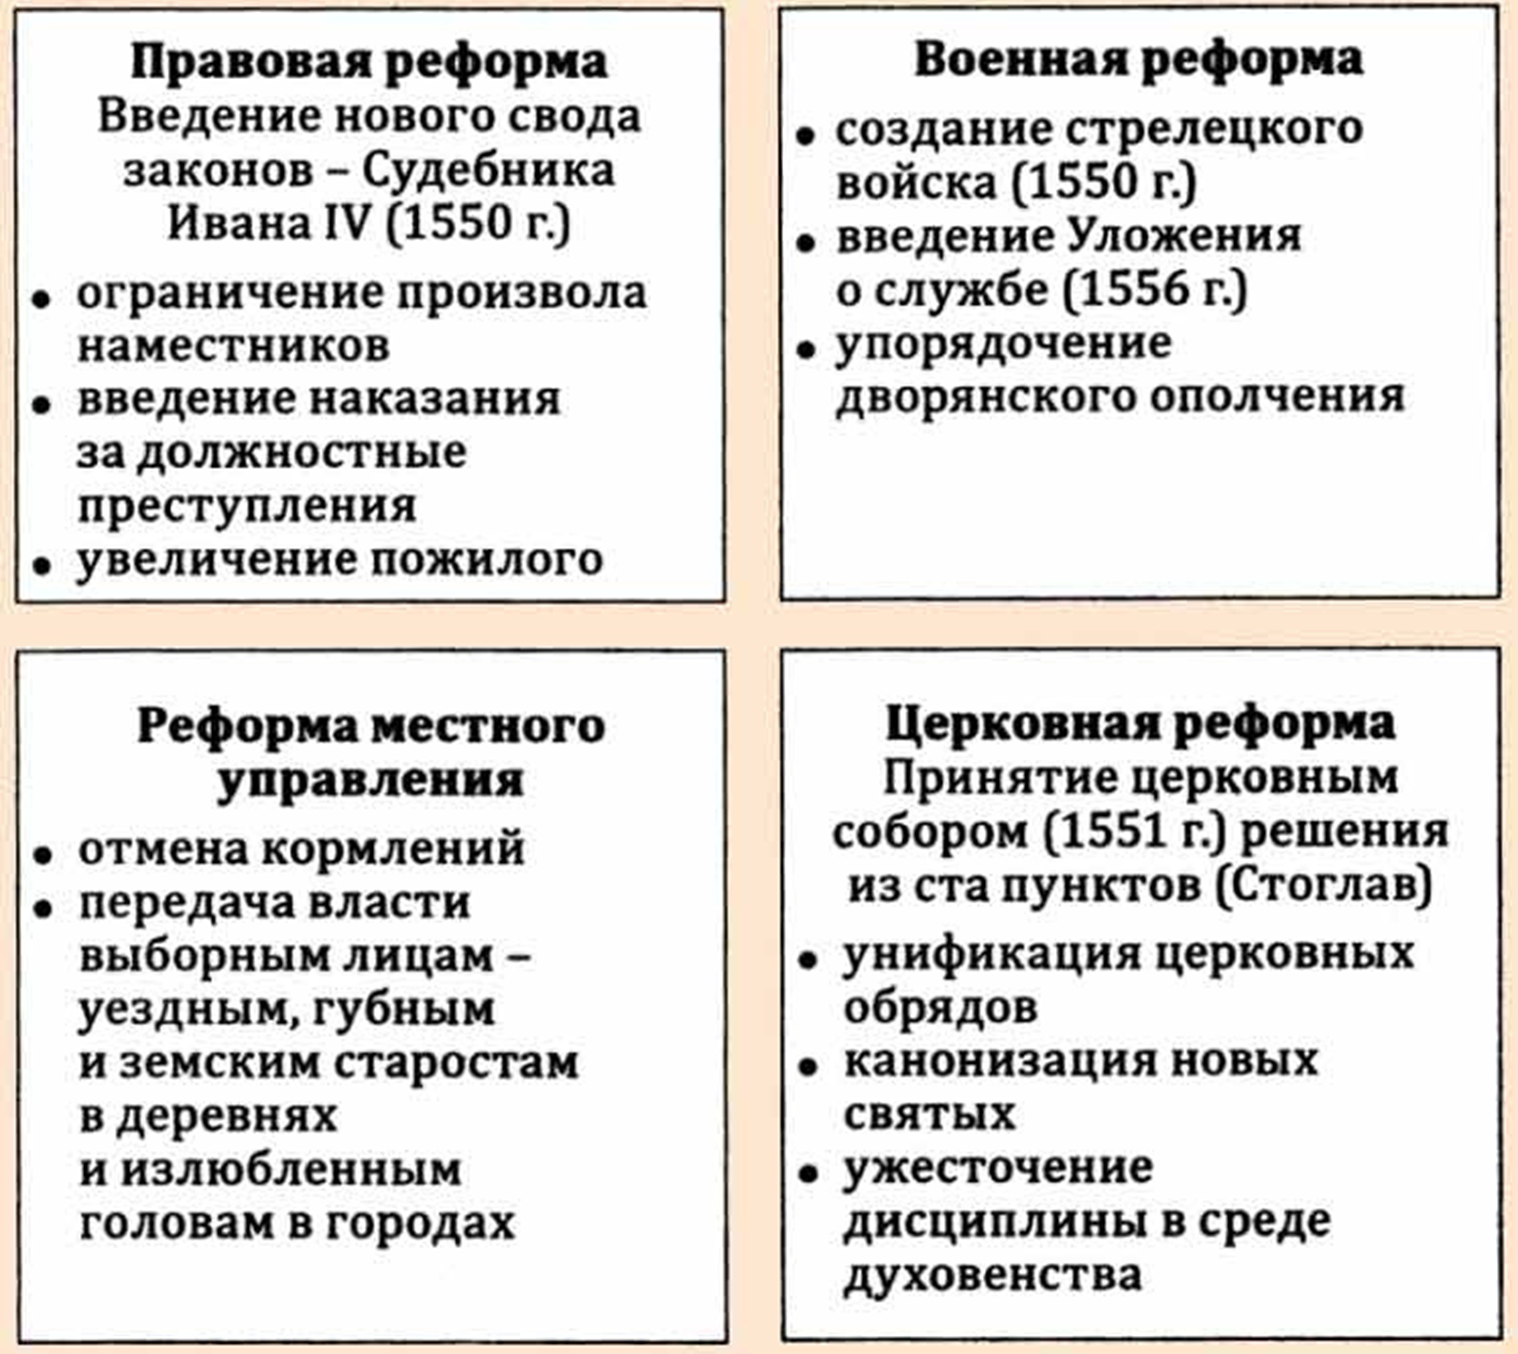 Правовая реформа
Введение нового свода
законов – Судебника
Ивана IV (1550 г.)
• ограничение произвола
наместников
• введение наказания
за должностные
преступления
• увеличение пожилого
Военная реформа
• создание стрелецкого
войска (1550 г.)
• введение Уложения
о службе (1556 г.)
• упорядочение
дворянского ополчения
Реформа местного
управления
• отмена кормлений
• передача власти
выборным лицам –
уездным, губным
и земским старостам
в деревнях
и излюбленным
головам в городах
Церковная реформа
Принятие церковным
собором (1551 г.) решения
из ста пунктов (Стоглав)
• унификация церковных
обрядов
• канонизация новых
святых
• ужесточение
дисциплины в среде
духовенства